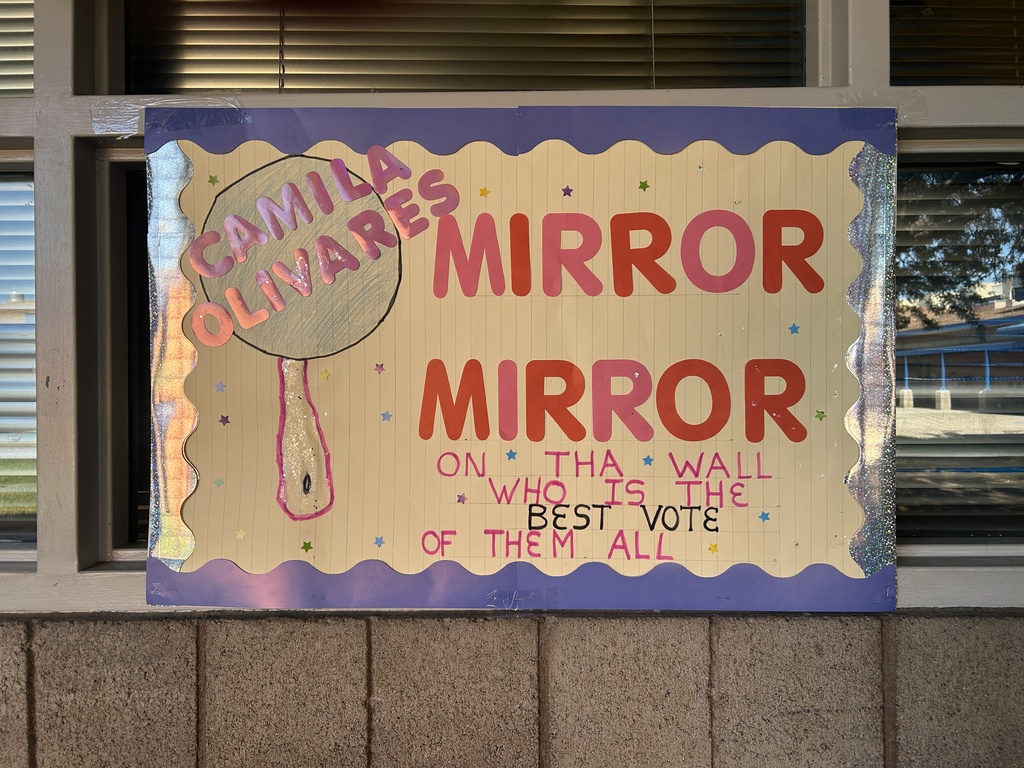 CAMILA
OLIVARES
MIRROR
MIRROR
ON THA WALL
WHO IS THE
BEST VOTE
OF THEM ALL